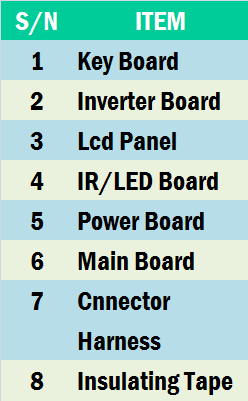 S/N ITEM
1 Key Board
2 Inverter Board
3 Lcd Panel
4 IR/LED Board
5 Power Board
6 Main Board
7 Cnnector
Harness
8 Insulating Tape